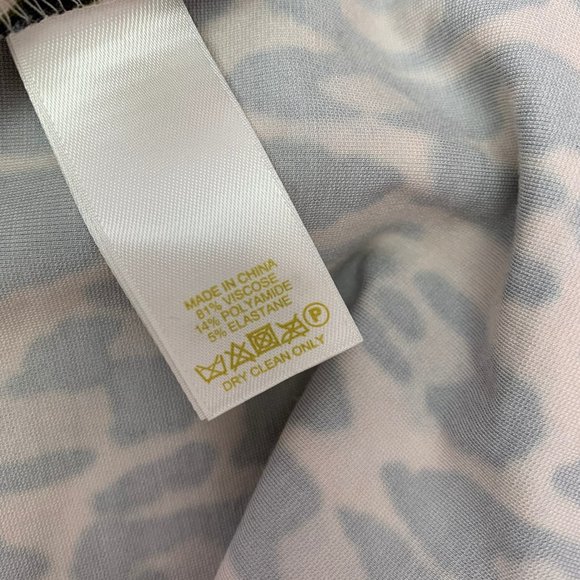 MADE IN CHINA
81% VISCOSE
14% POLYAMIDE
5% ELASTANE
P
DRY CLEAN ONLY